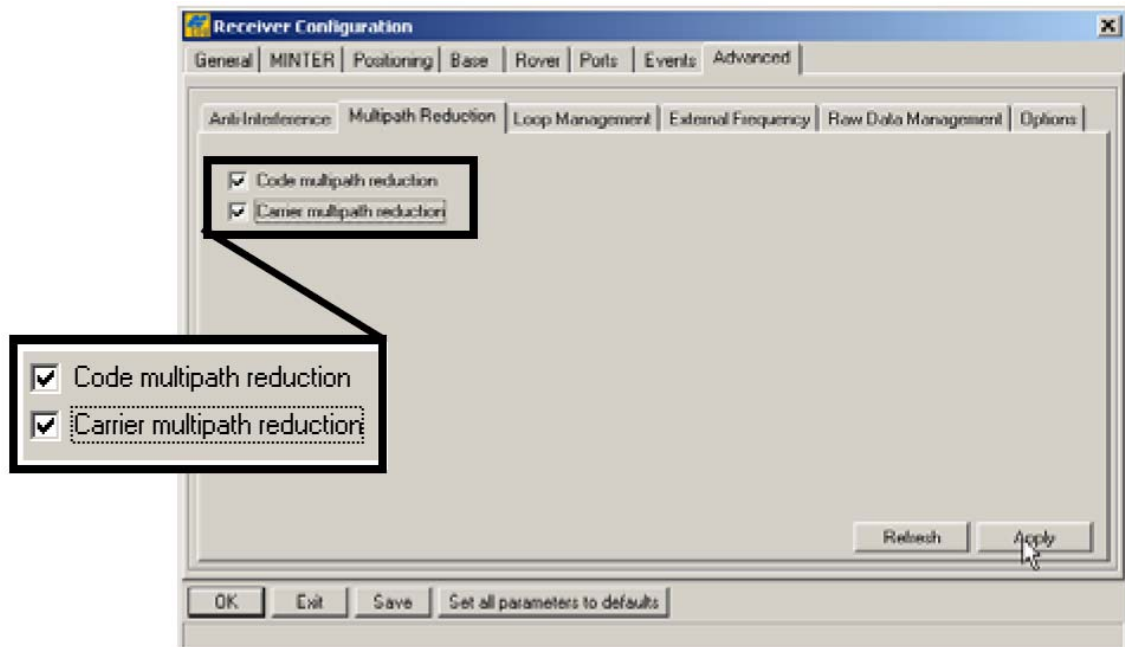 Receiver Configuration
General MINTER Positioning Base Rover Ports Events Advanced
Anti-Interference Multipath Reduction Loop Management External Frequency Raw Data Management Options
Code multipath reduction
Carrier multipath reduction
Code multipath reduction
Carrier multipath reduction
Refresh Apply
OK Exit Save Set all parameters to defaults